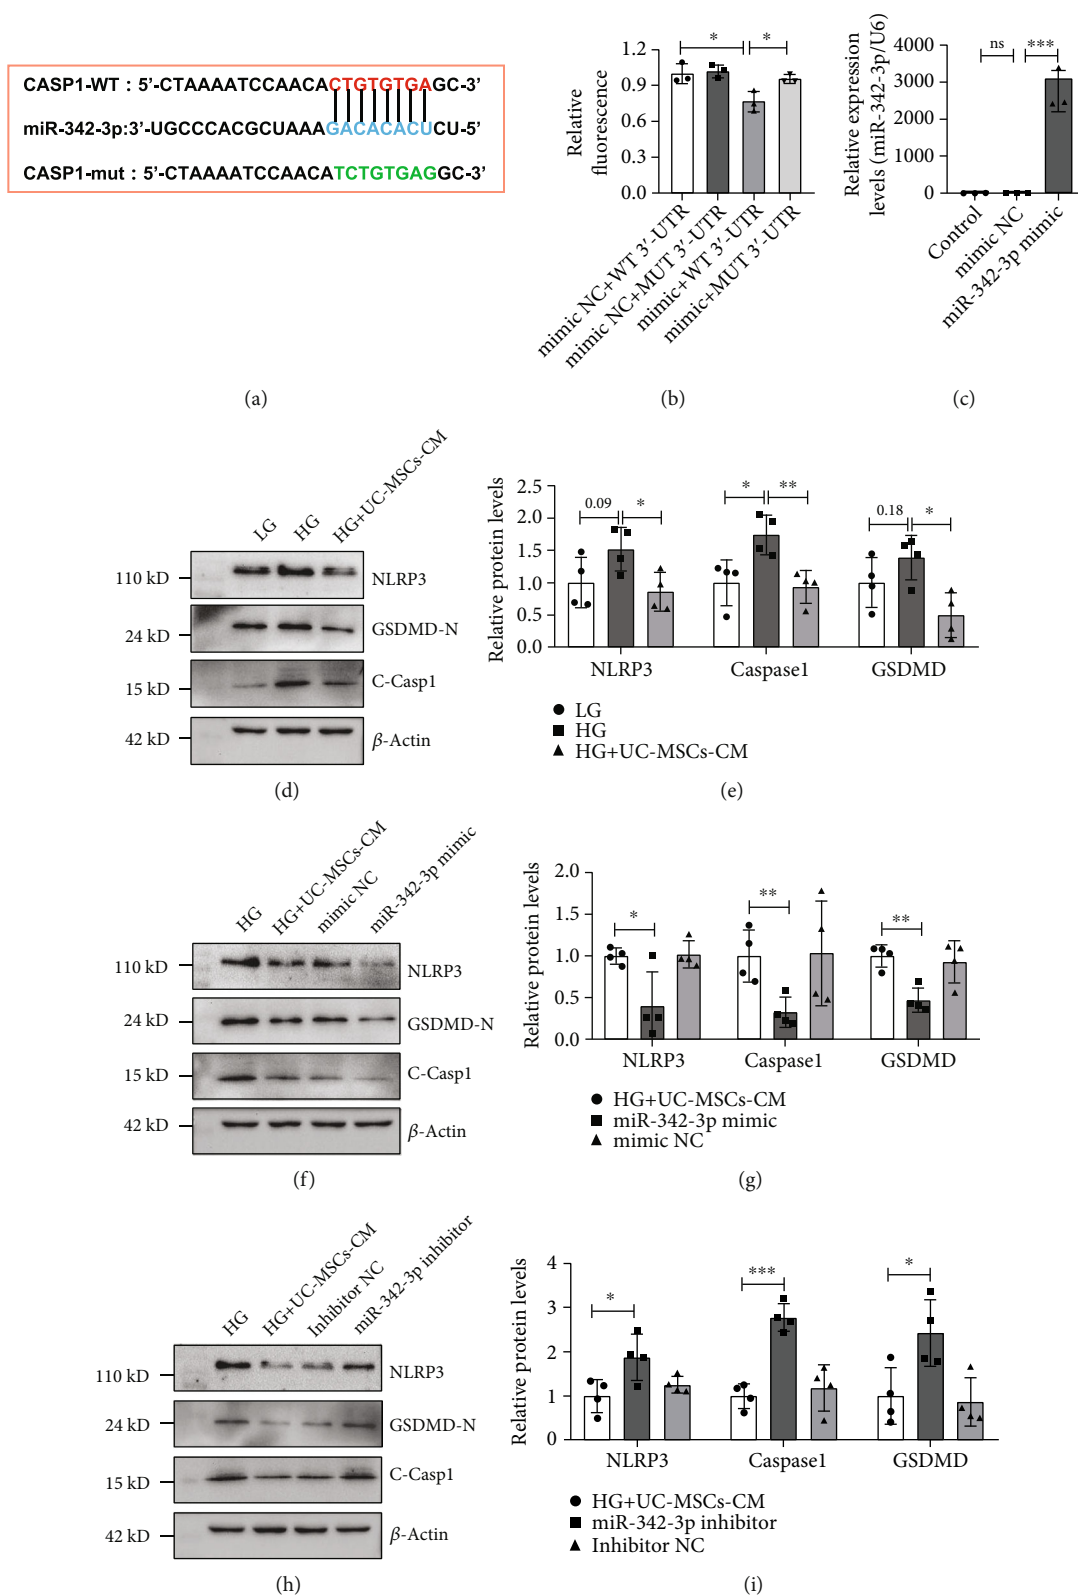 CASP1-WT : 5'-CTAAAATCCAACACTGTGTGAGC-3'
miR-342-3p:3'-UGCCCACGCUAAAGACACACUCU-5'
CASP1-mut : 5'-CTAAAATCCAACATCTGTGAGGC-3'
(a)
Relative fluorescence
1.2
0.9
0.6
0.3
0.0
*
*
mimic NC+WT 3'-UTR
mimic NC+MUT 3'-UTR
mimic+WT 3'-UTR
mimic+MUT 3'-UTR
(b)
Relative expression
levels (miR-342-3p/U6)
4000
3000
2000
1000
0
ns
***
Control
mimic NC
miR-342-3p mimic
(c)
LG
HG
HG+UC-MSCs-CM
110 kD
NLRP3
24 kD
GSDMD-N
15 kD
C-Casp1
42 kD
β-Actin
(d)
Relative protein levels
2.5
2.0
1.5
1.0
0.5
0.0
0.09
*
*
**
0.18
*
NLRP3
Caspase1
GSDMD
LG
HG
HG+UC-MSCs-CM
(e)
HG
HG+UC-MSCs-CM
mimic NC
miR-342-3p mimic
110 kD
NLRP3
24 kD
GSDMD-N
15 kD
C-Casp1
42 kD
β-Actin
(f)
Relative protein levels
2.0
1.5
1.0
0.5
0.0
*
**
**
NLRP3
Caspase1
GSDMD
HG+UC-MSCs-CM
miR-342-3p mimic
mimic NC
(g)
HG
HG+UC-MSCs-CM
Inhibitor NC
miR-342-3p inhibitor
110 kD
NLRP3
24 kD
GSDMD-N
15 kD
C-Casp1
42 kD
β-Actin
(h)
Relative protein levels
4
3
2
1
0
*
***
*
NLRP3
Caspase1
GSDMD
HG+UC-MSCs-CM
miR-342-3p inhibitor
Inhibitor NC
(i)